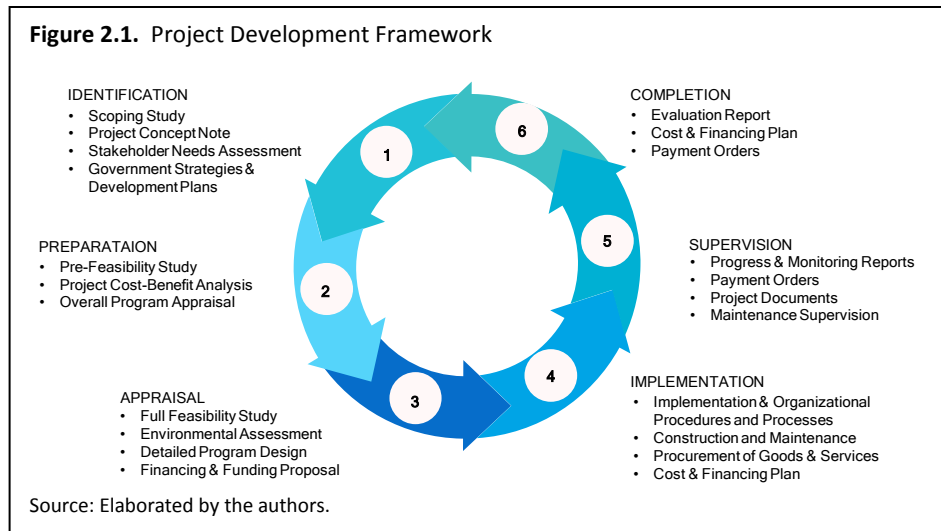 Figure 2.1. Project Development Framework
IDENTIFICATION
• Scoping Study
• Project Concept Note
• Stakeholder Needs Assessment
• Government Strategies &
Development Plans
1
PREPARATAION
• Pre-Feasibility Study
• Project Cost-Benefit Analysis
• Overall Program Appraisal
2
APPRAISAL
• Full Feasibility Study
• Environmental Assessment
• Detailed Program Design
• Financing & Funding Proposal
3
IMPLEMENTATION
• Implementation & Organizational
Procedures and Processes
• Construction and Maintenance
• Procurement of Goods & Services
• Cost & Financing Plan
4
SUPERVISION
• Progress & Monitoring Reports
• Payment Orders
• Project Documents
• Maintenance Supervision
5
COMPLETION
• Evaluation Report
• Cost & Financing Plan
• Payment Orders
6
Source: Elaborated by the authors.